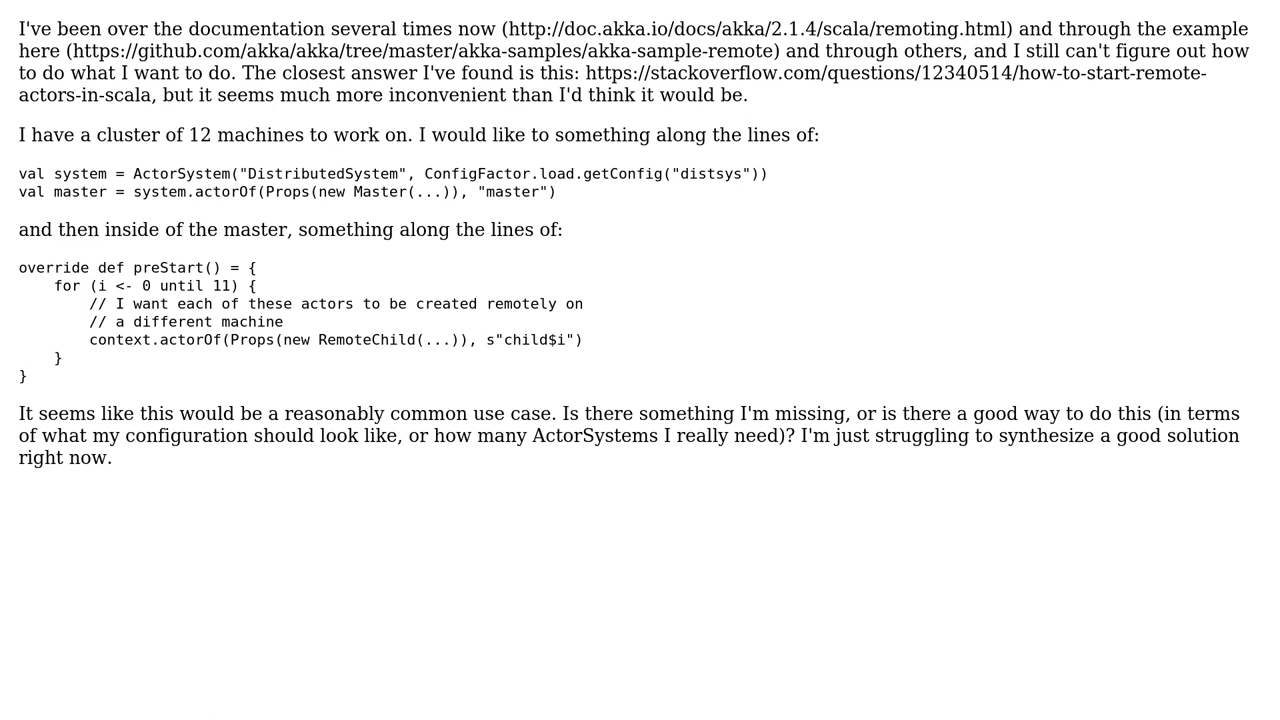 I've been over the documentation several times now (http://doc.akka.io/docs/akka/2.1.4/scala/remoting.html) and through the example
here (https://github.com/akka/akka/tree/master/akka-samples/akka-sample-remote) and through others, and I still can't figure out how
to do what I want to do. The closest answer I've found is this: https://stackoverflow.com/questions/12340514/how-to-start-remote-
actors-in-scala, but it seems much more inconvenient than I'd think it would be.
I have a cluster of 12 machines to work on. I would like to something along the lines of:
val system = ActorSystem("DistributedSystem", ConfigFactor.load.getConfig("distsys"))
val master = system.actorOf(Props(new Master(...)), "master")
and then inside of the master, something along the lines of:
override def preStart() = {
    for (i <- 0 until 11) {
        // I want each of these actors to be created remotely on
        // a different machine
        context.actorOf(Props(new RemoteChild(...)), s"child$i")
    }
}
It seems like this would be a reasonably common use case. Is there something I'm missing, or is there a good way to do this (in terms
of what my configuration should look like, or how many ActorSystems I really need)? I'm just struggling to synthesize a good solution
right now.